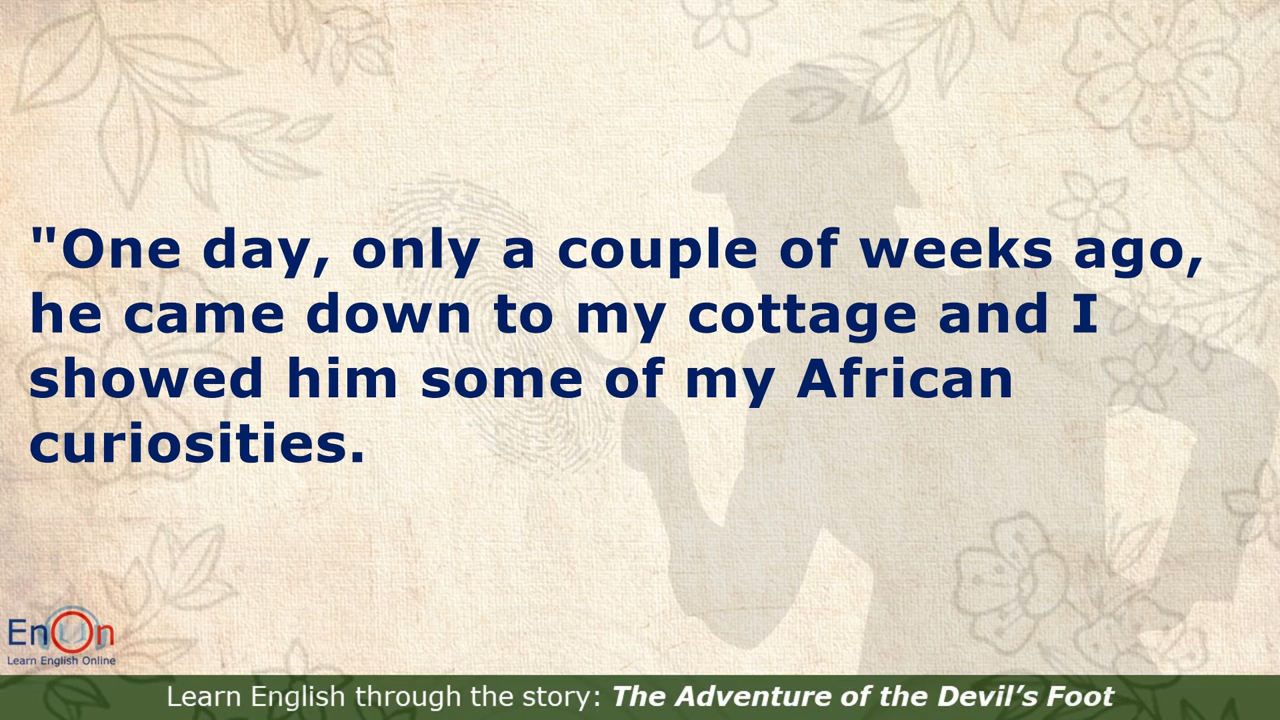 "One day, only a couple of weeks ago,
he came down to my cottage and I
showed him some of my African
curiosities.
EnOn
Learn English Online
Learn English through the story: The Adventure of the Devil’s Foot